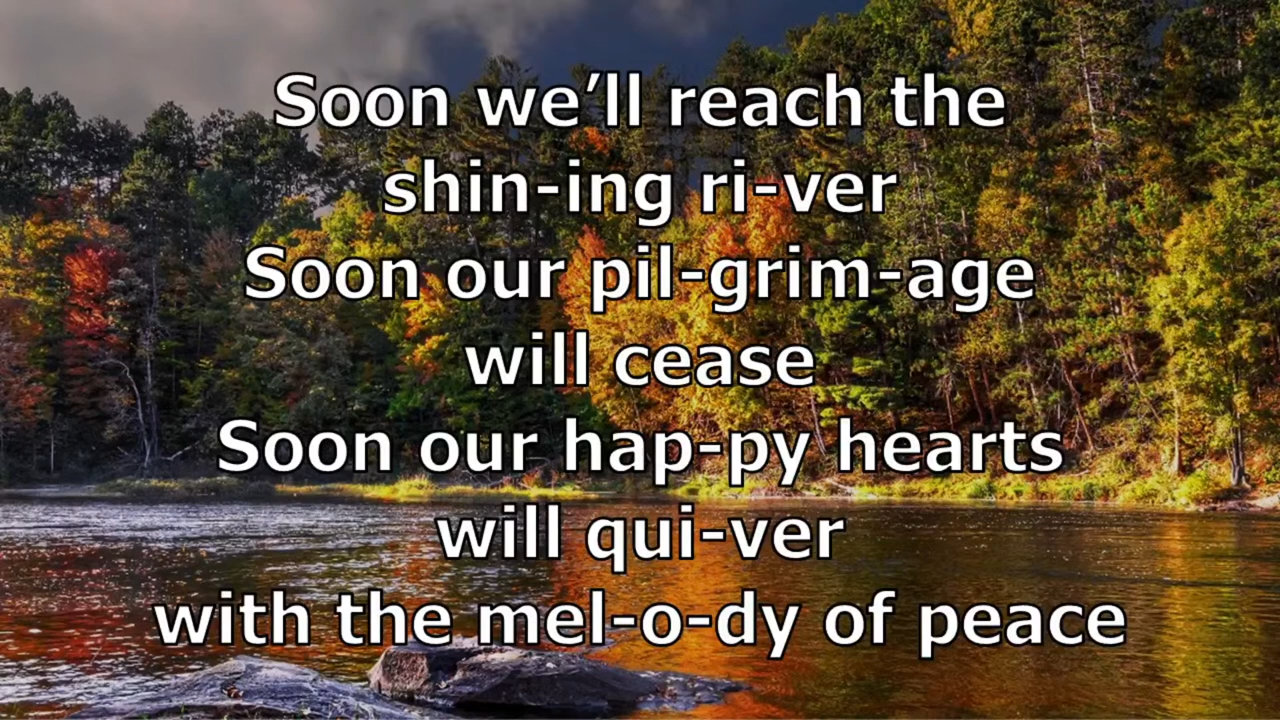 Soon we’ll reach the
shin-ing ri-ver
Soon our pil-grim-age
will cease
Soon our hap-py hearts
will qui-ver
with the mel-o-dy of peace